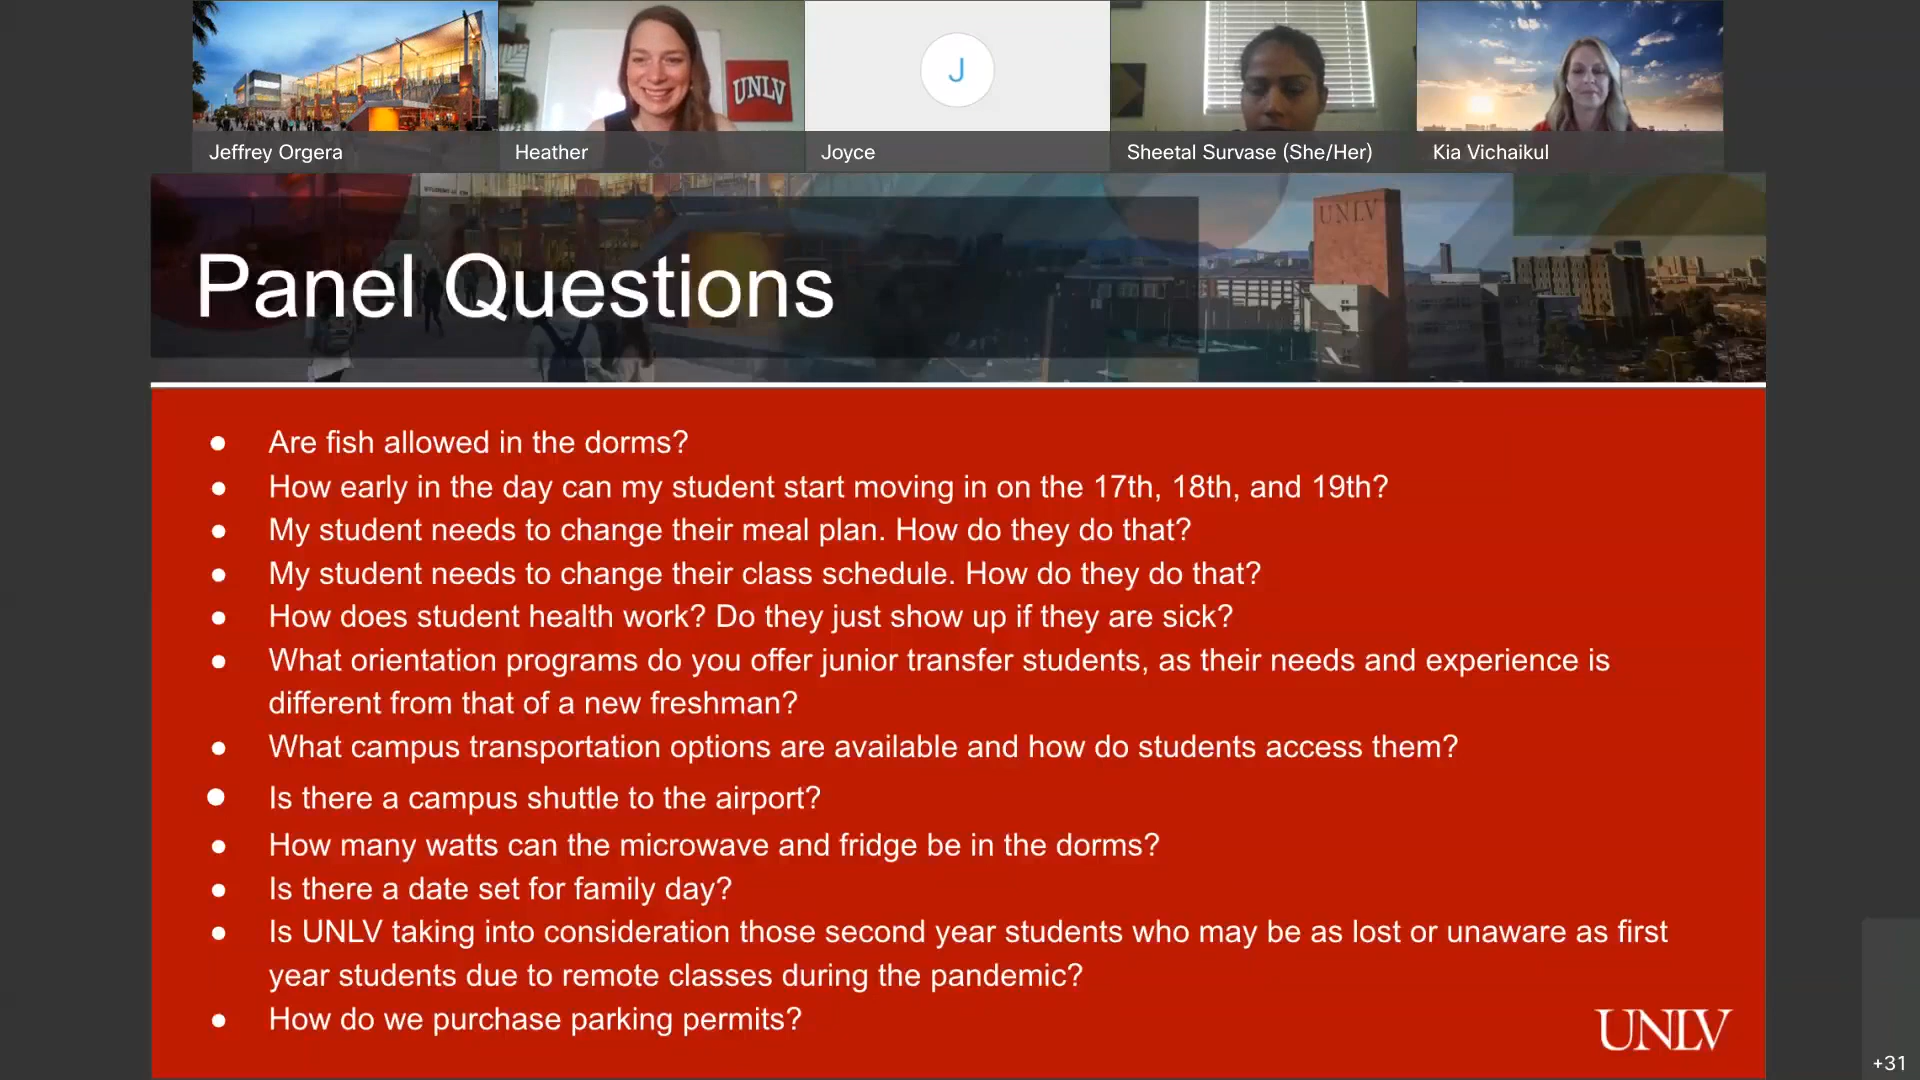 UNLV
J
Jeffrey Orgera
Heather
Joyce
Sheetal Survase (She/Her)
Kia Vichaikul
UNLV
Panel Questions
● Are fish allowed in the dorms?
● How early in the day can my student start moving in on the 17th, 18th, and 19th?
● My student needs to change their meal plan. How do they do that?
● My student needs to change their class schedule. How do they do that?
● How does student health work? Do they just show up if they are sick?
● What orientation programs do you offer junior transfer students, as their needs and experience is
different from that of a new freshman?
● What campus transportation options are available and how do students access them?
● Is there a campus shuttle to the airport?
● How many watts can the microwave and fridge be in the dorms?
● Is there a date set for family day?
● Is UNLV taking into consideration those second year students who may be as lost or unaware as first
year students due to remote classes during the pandemic?
● How do we purchase parking permits?
UNLV
+31